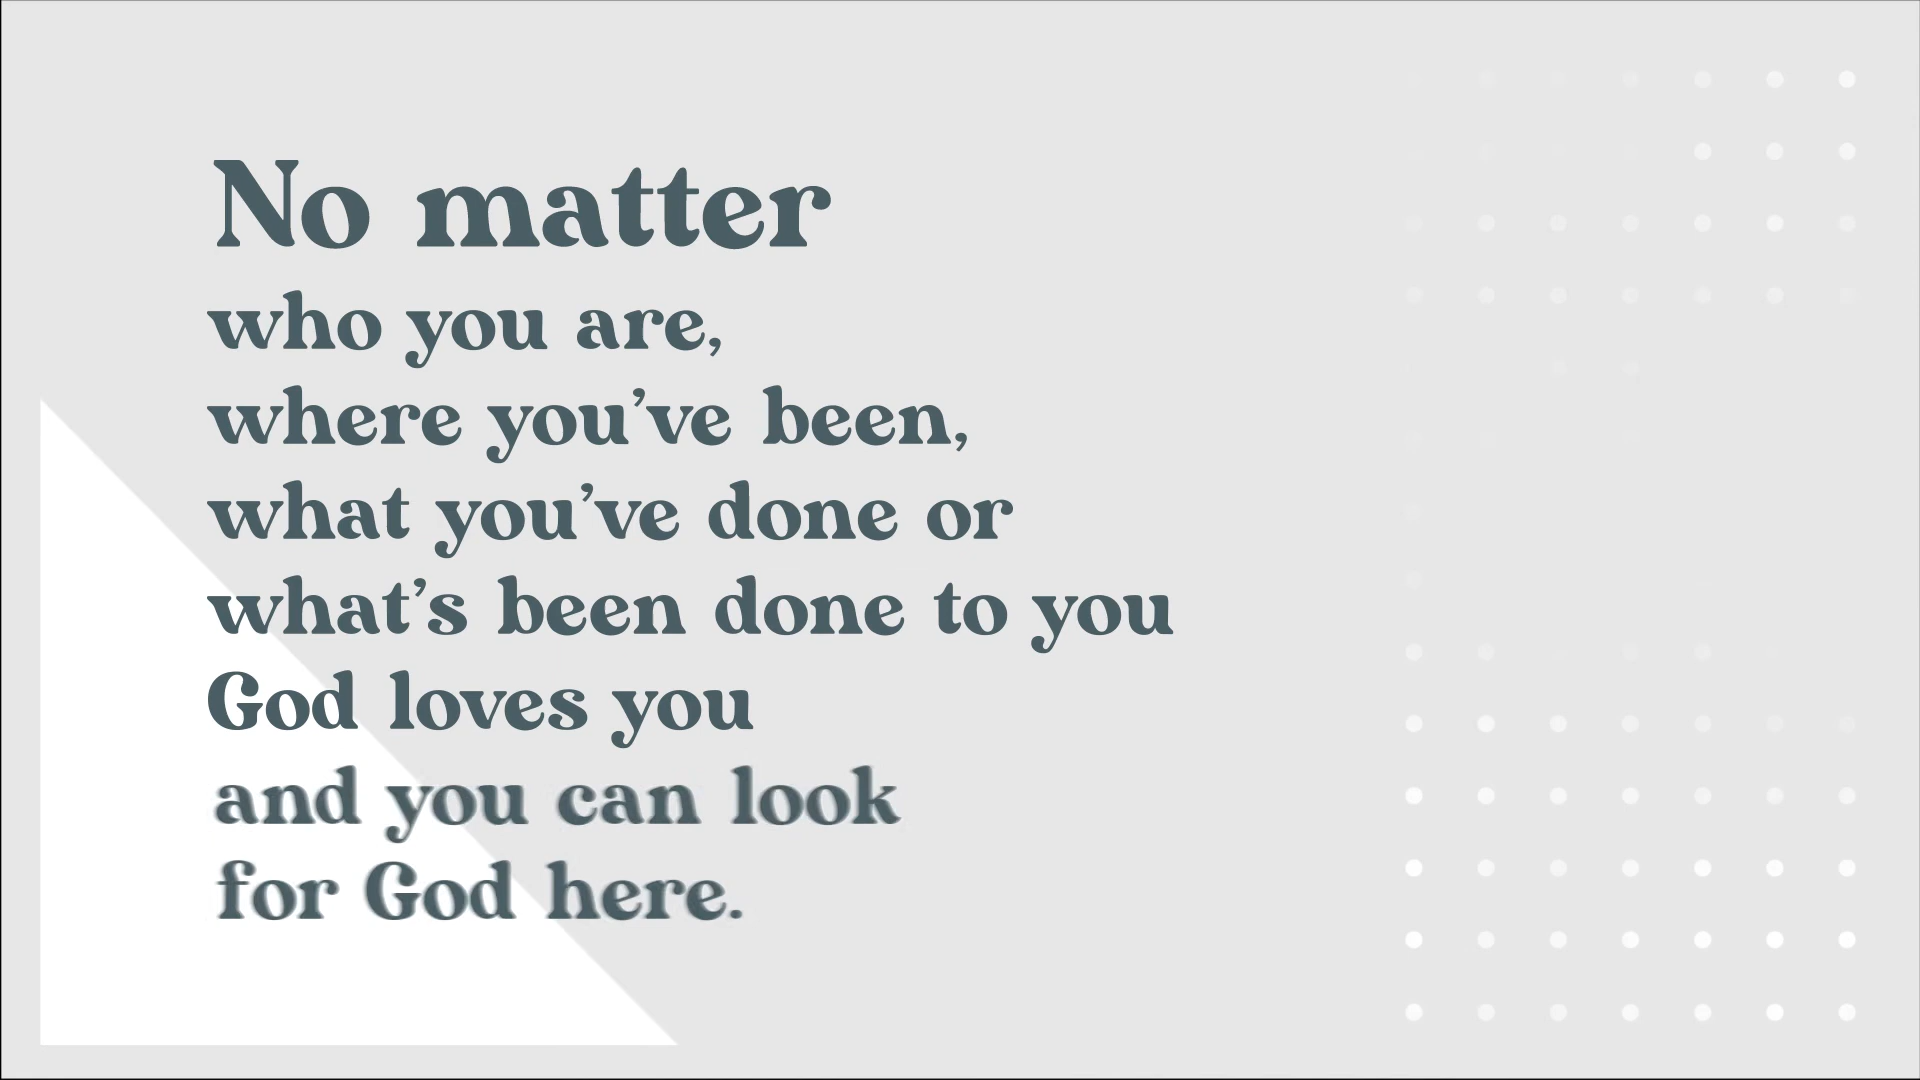 No matter
who you are,
where you’ve been,
what you’ve done or
what’s been done to you
God loves you
and you can look
for God here.